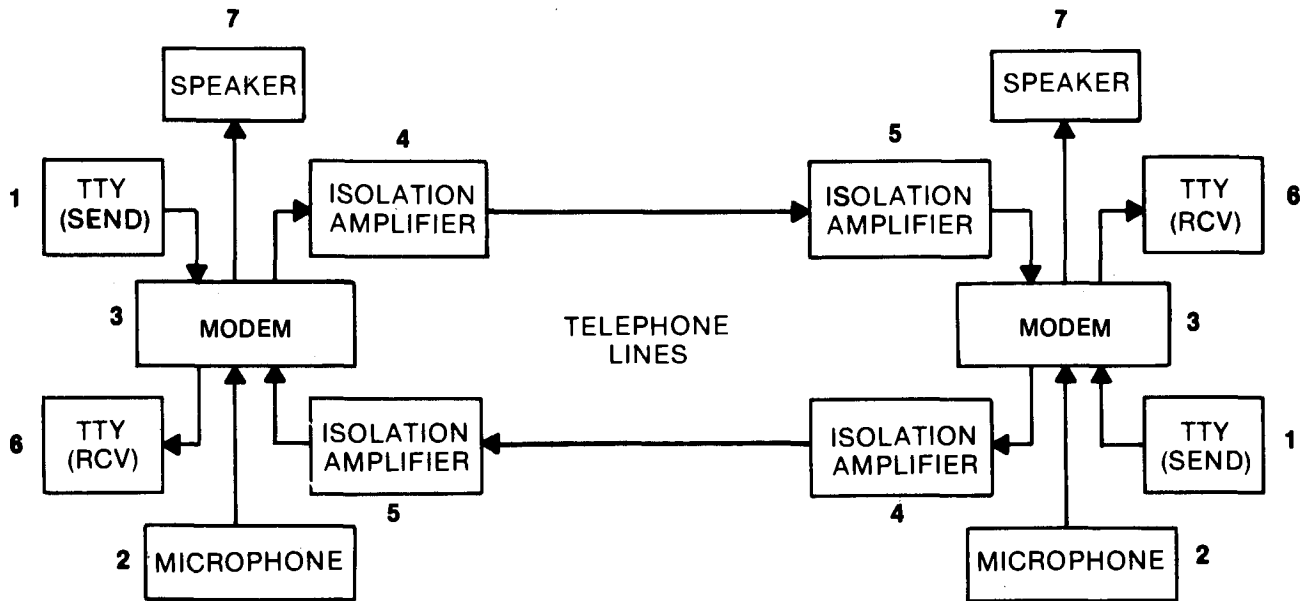 7
7
SPEAKER
SPEAKER
4
5
1
TTY
(SEND)
ISOLATION
AMPLIFIER
ISOLATION
AMPLIFIER
TTY
(RCV)
6
3
MODEM
TELEPHONE
LINES
MODEM
3
6
TTY
(RCV)
ISOLATION
AMPLIFIER
ISOLATION
AMPLIFIER
TTY
(SEND)
1
5
4
2
MICROPHONE
MICROPHONE
2